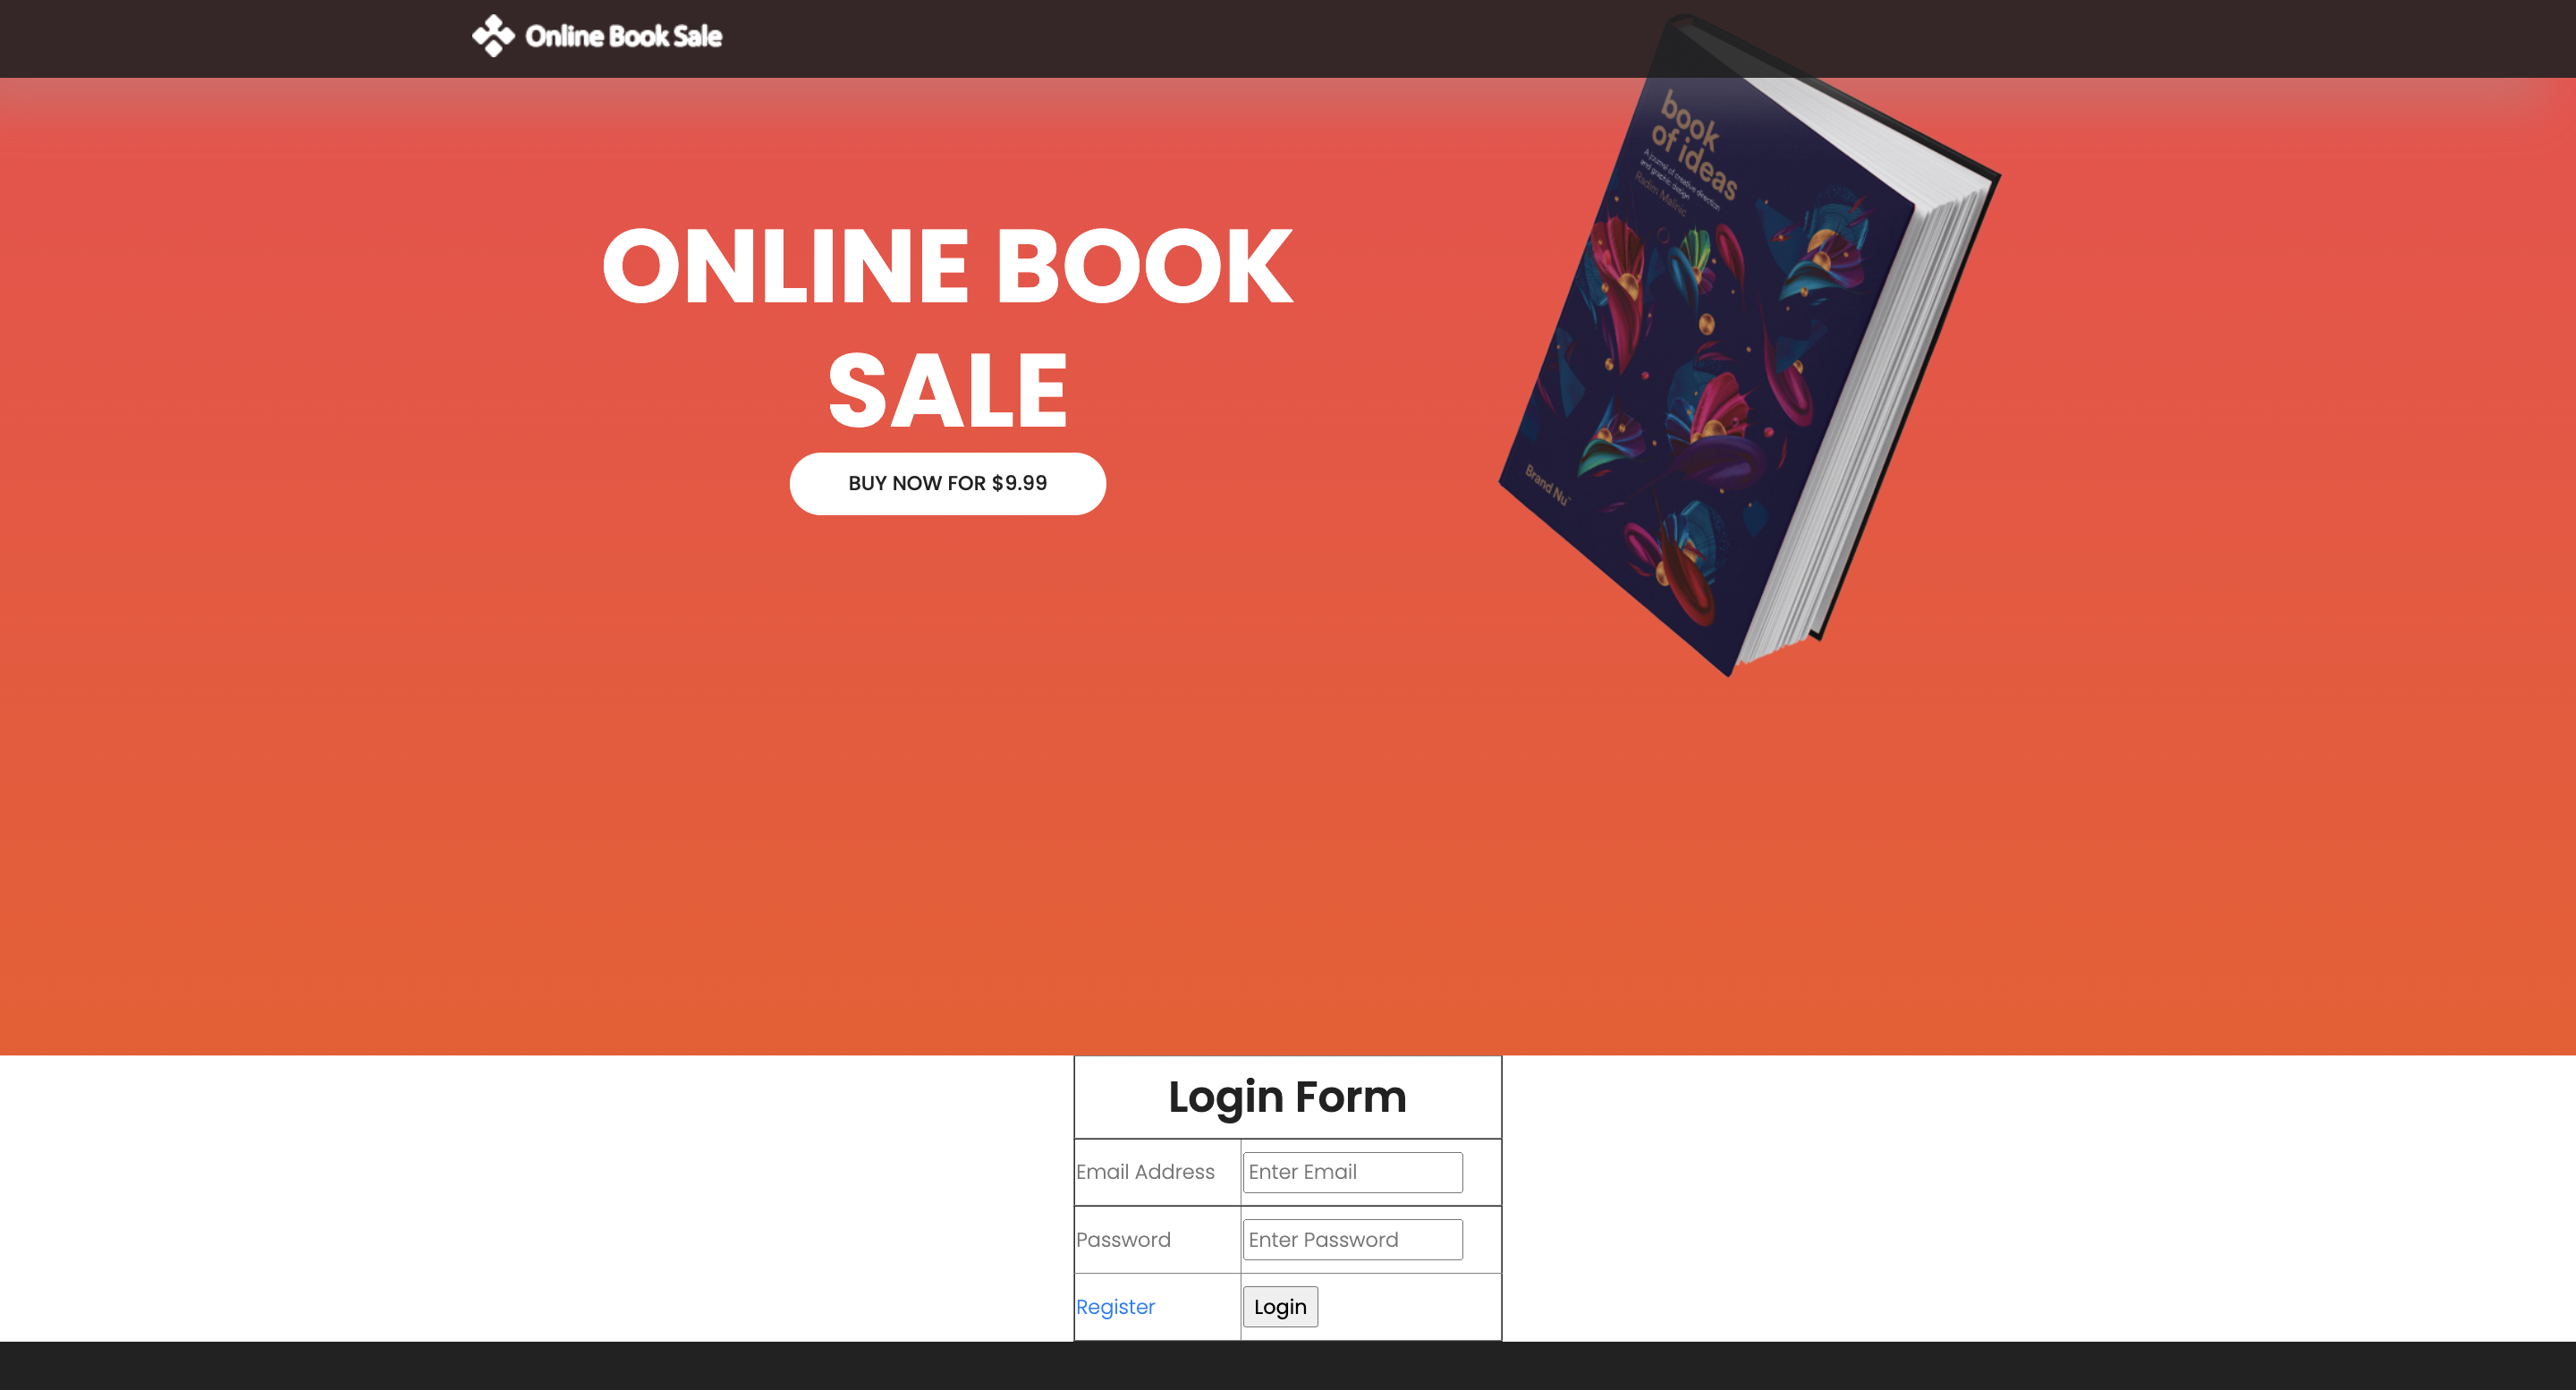 Online Book Sale
book
of ideas
A journal of creative direction
and graphic design
Radim Malinic
Brand Nu™
ONLINE BOOK
SALE
BUY NOW FOR $9.99
Login Form
Email Address Enter Email
Password Enter Password
Register Login